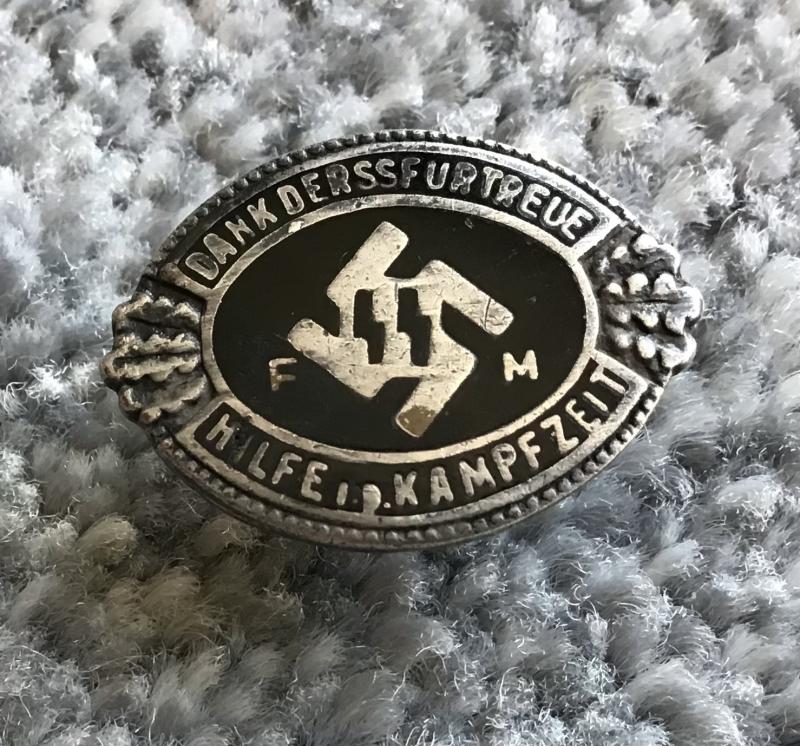 DANK DER SS FUR TREUE
F M
HILFE i.D. KAMPFZEIT